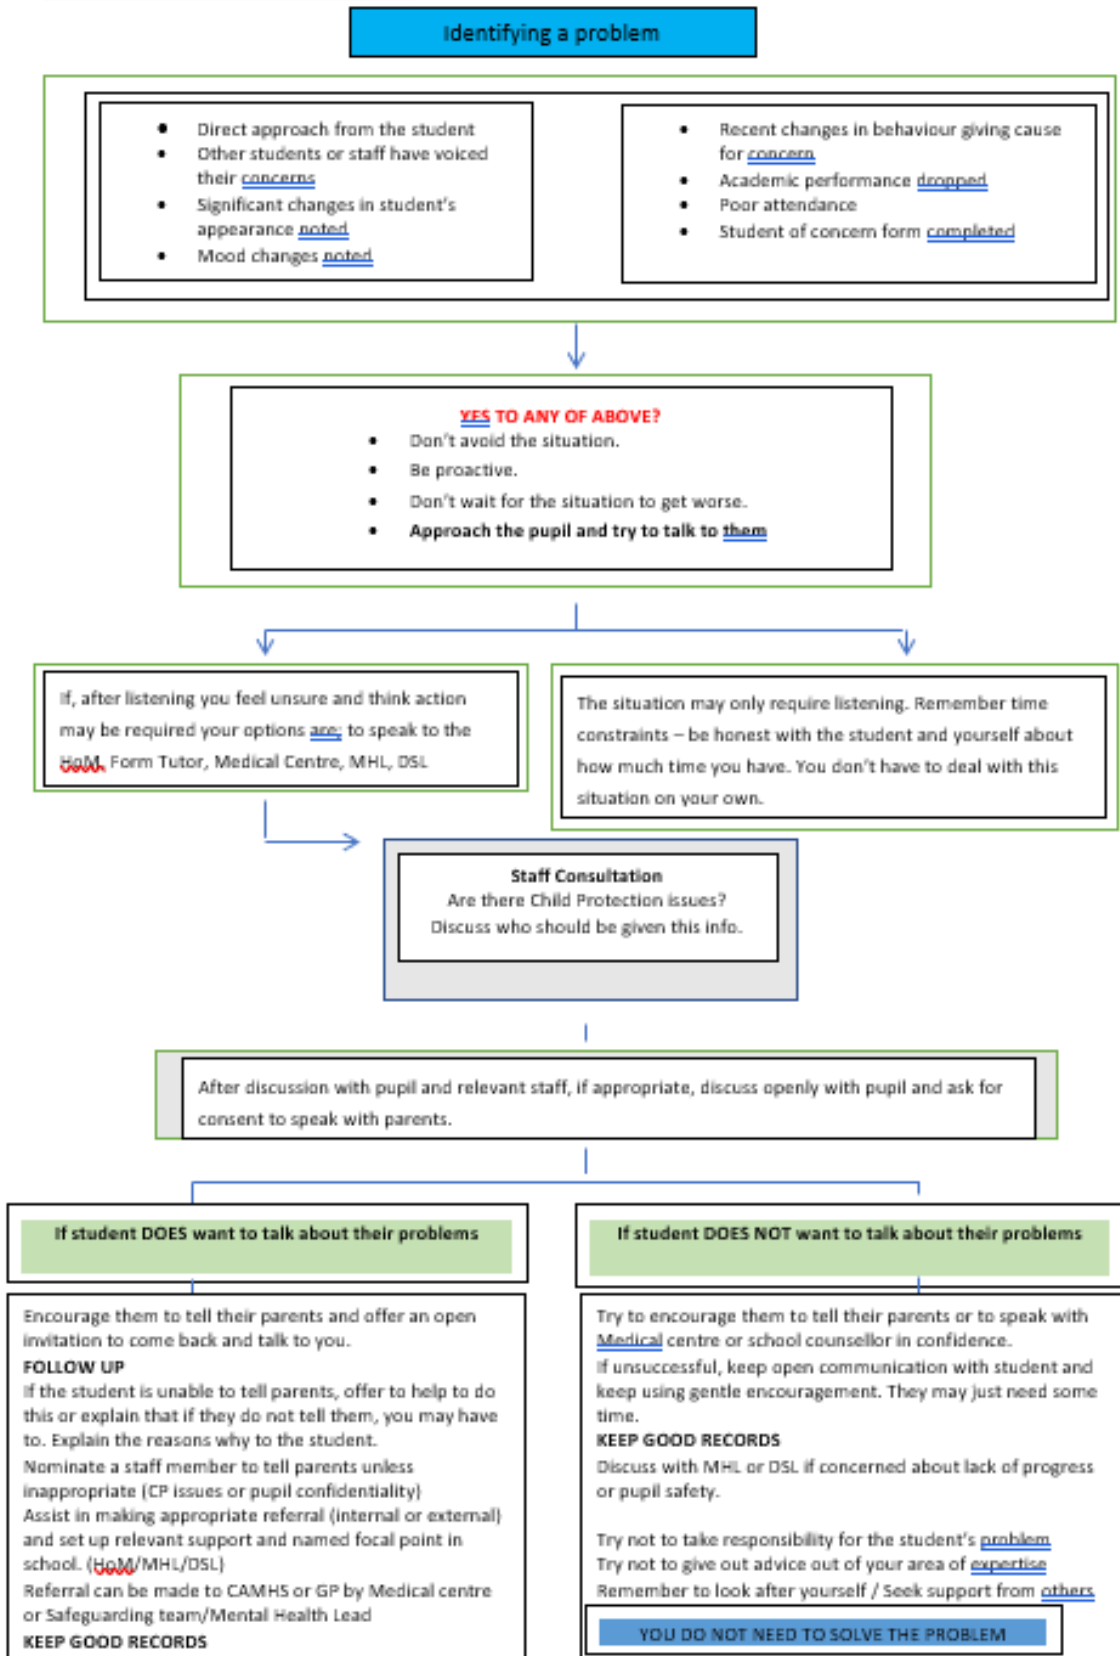 Identifying a problem
• Direct approach from the student
• Other students or staff have voiced
their concerns
• Significant changes in student's
appearance noted
• Mood changes noted
• Recent changes in behaviour giving cause
for concern
• Academic performance dropped
• Poor attendance
• Student of concern form completed
YES TO ANY OF ABOVE?
• Don't avoid the situation.
• Be proactive.
• Don't wait for the situation to get worse.
• Approach the pupil and try to talk to them
If, after listening you feel unsure and think action
may be required your options are; to speak to the
HoM, Form Tutor, Medical Centre, MHL, DSL
The situation may only require listening. Remember time
constraints – be honest with the student and yourself about
how much time you have. You don't have to deal with this
situation on your own.
Staff Consultation
Are there Child Protection issues?
Discuss who should be given this info.
After discussion with pupil and relevant staff, if appropriate, discuss openly with pupil and ask for
consent to speak with parents.
If student DOES want to talk about their problems
Encourage them to tell their parents and offer an open
invitation to come back and talk to you.
FOLLOW UP
If the student is unable to tell parents, offer to help to do
this or explain that if they do not tell them, you may have
to. Explain the reasons why to the student.
Nominate a staff member to tell parents unless
inappropriate (CP issues or pupil confidentiality)
Assist in making appropriate referral (internal or external)
and set up relevant support and named focal point in
school. (HoM/MHL/DSL)
Referral can be made to CAMHS or GP by Medical centre
or Safeguarding team/Mental Health Lead
KEEP GOOD RECORDS
If student DOES NOT want to talk about their problems
Try to encourage them to tell their parents or to speak with
Medical centre or school counsellor in confidence.
If unsuccessful, keep open communication with student and
keep using gentle encouragement. They may just need some
time.
KEEP GOOD RECORDS
Discuss with MHL or DSL if concerned about lack of progress
or pupil safety.
Try not to take responsibility for the student's problem
Try not to give out advice out of your area of expertise
Remember to look after yourself / Seek support from others
YOU DO NOT NEED TO SOLVE THE PROBLEM